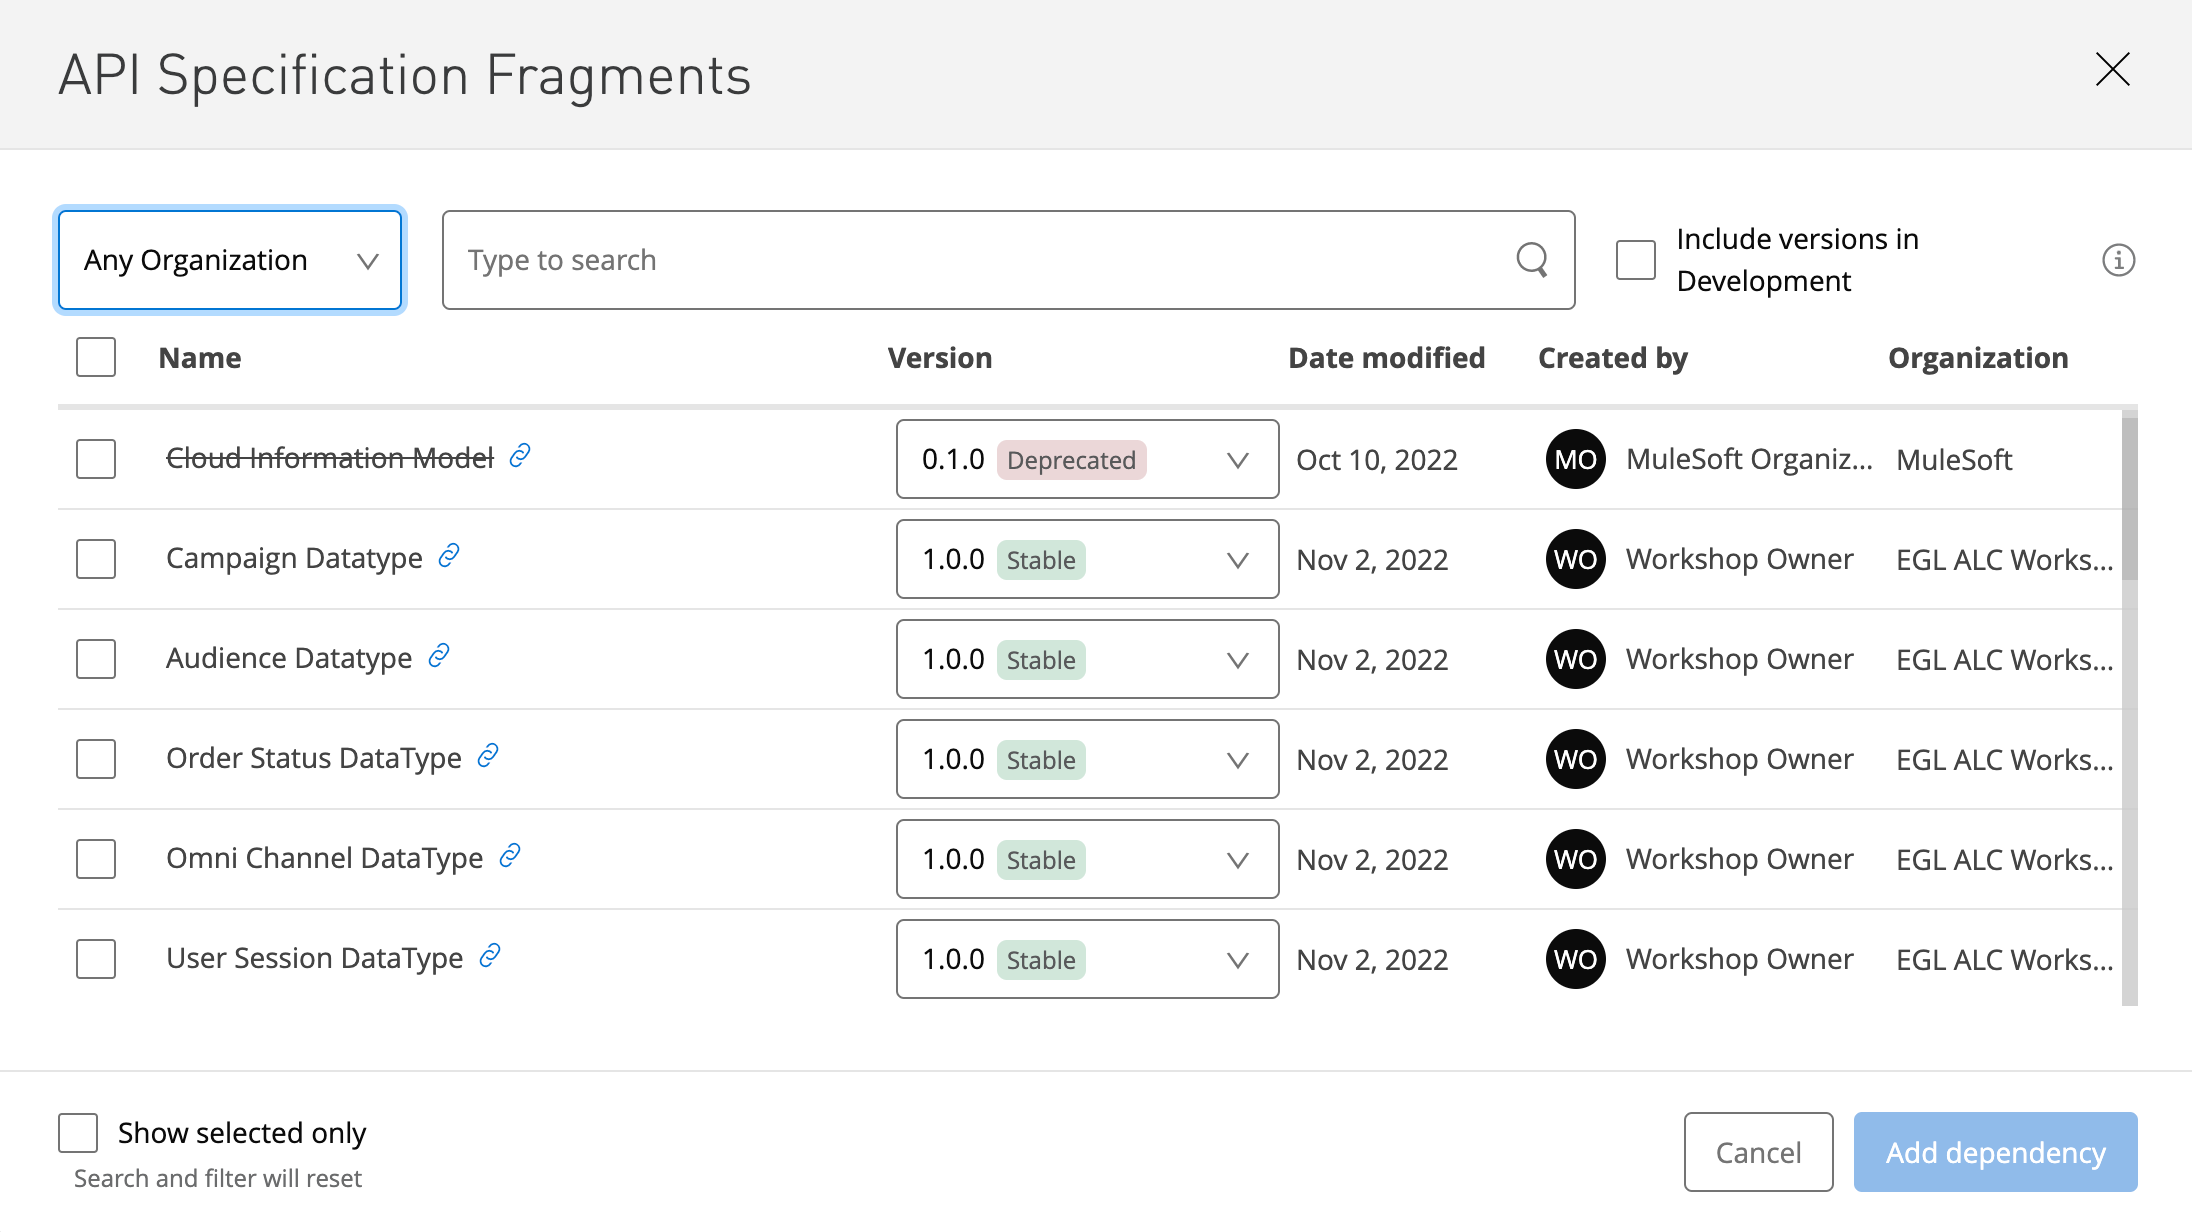 API Specification Fragments
Any Organization
Type to search
Include versions in
Development
Name Version Date modified Created by Organization
Cloud Information Model 0.1.0 Deprecated Oct 10, 2022 MO MuleSoft Organiz... MuleSoft
Campaign Datatype 1.0.0 Stable Nov 2, 2022 WO Workshop Owner EGL ALC Works...
Audience Datatype 1.0.0 Stable Nov 2, 2022 WO Workshop Owner EGL ALC Works...
Order Status DataType 1.0.0 Stable Nov 2, 2022 WO Workshop Owner EGL ALC Works...
Omni Channel DataType 1.0.0 Stable Nov 2, 2022 WO Workshop Owner EGL ALC Works...
User Session DataType 1.0.0 Stable Nov 2, 2022 WO Workshop Owner EGL ALC Works...
Show selected only
Search and filter will reset
Cancel
Add dependency